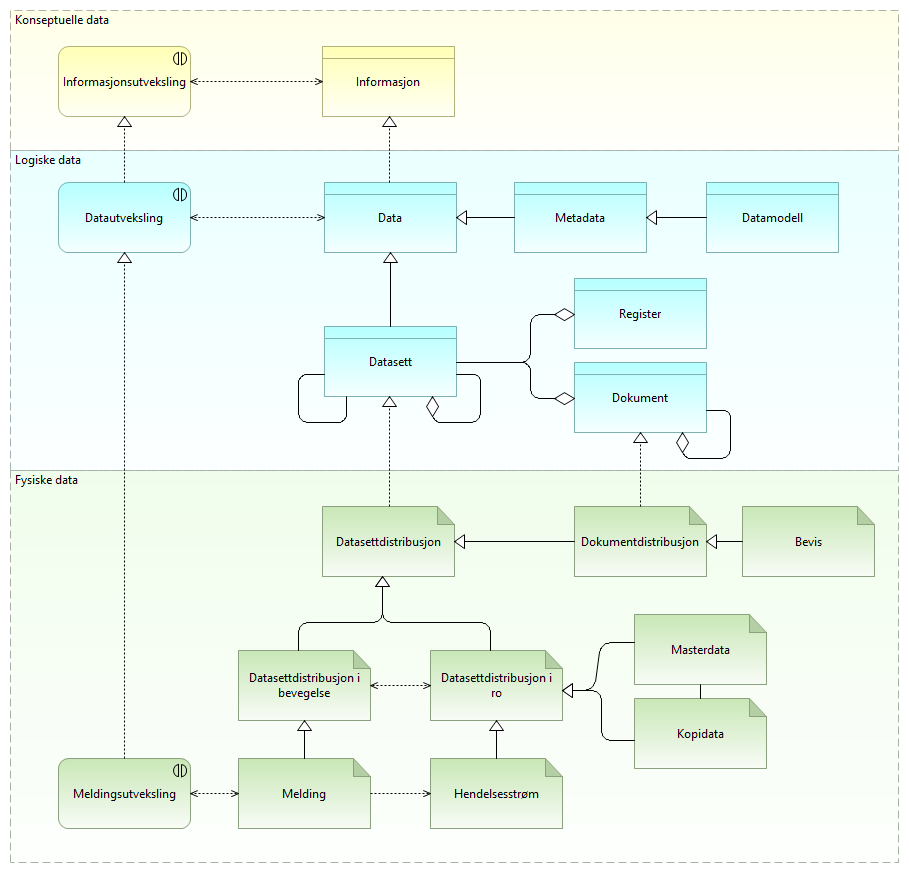 Konseptuelle data
Informasjonsutveksling
Informasjon
Logiske data
Datautveksling
Data
Metadata
Datamodell
Register
Datasett
Dokument
Fysiske data
Datasettdistribusjon
Dokumentdistribusjon
Bevis
Masterdata
Datasettdistribusjon i
bevegelse
Datasettdistribusjon i
ro
Kopidata
Meldingsutveksling
Melding
Hendelsesstrøm